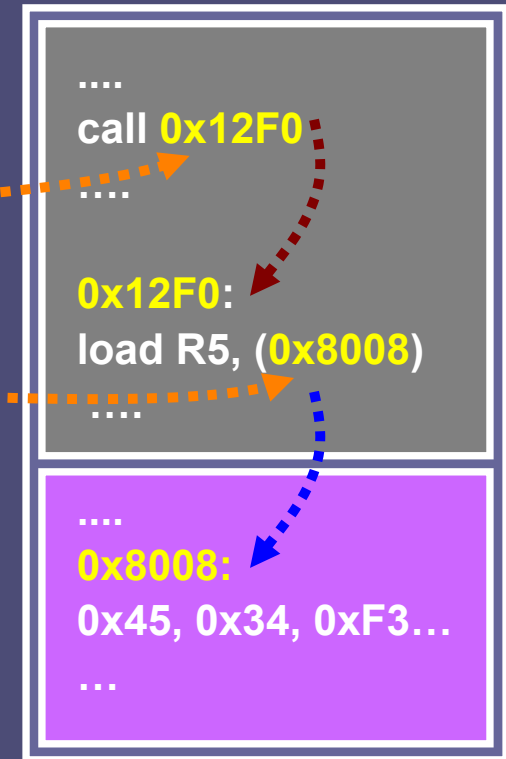 ....
call 0x12F0
....
0x12F0:
load R5, (0x8008)
....
....
0x8008:
0x45, 0x34, 0xF3…
…